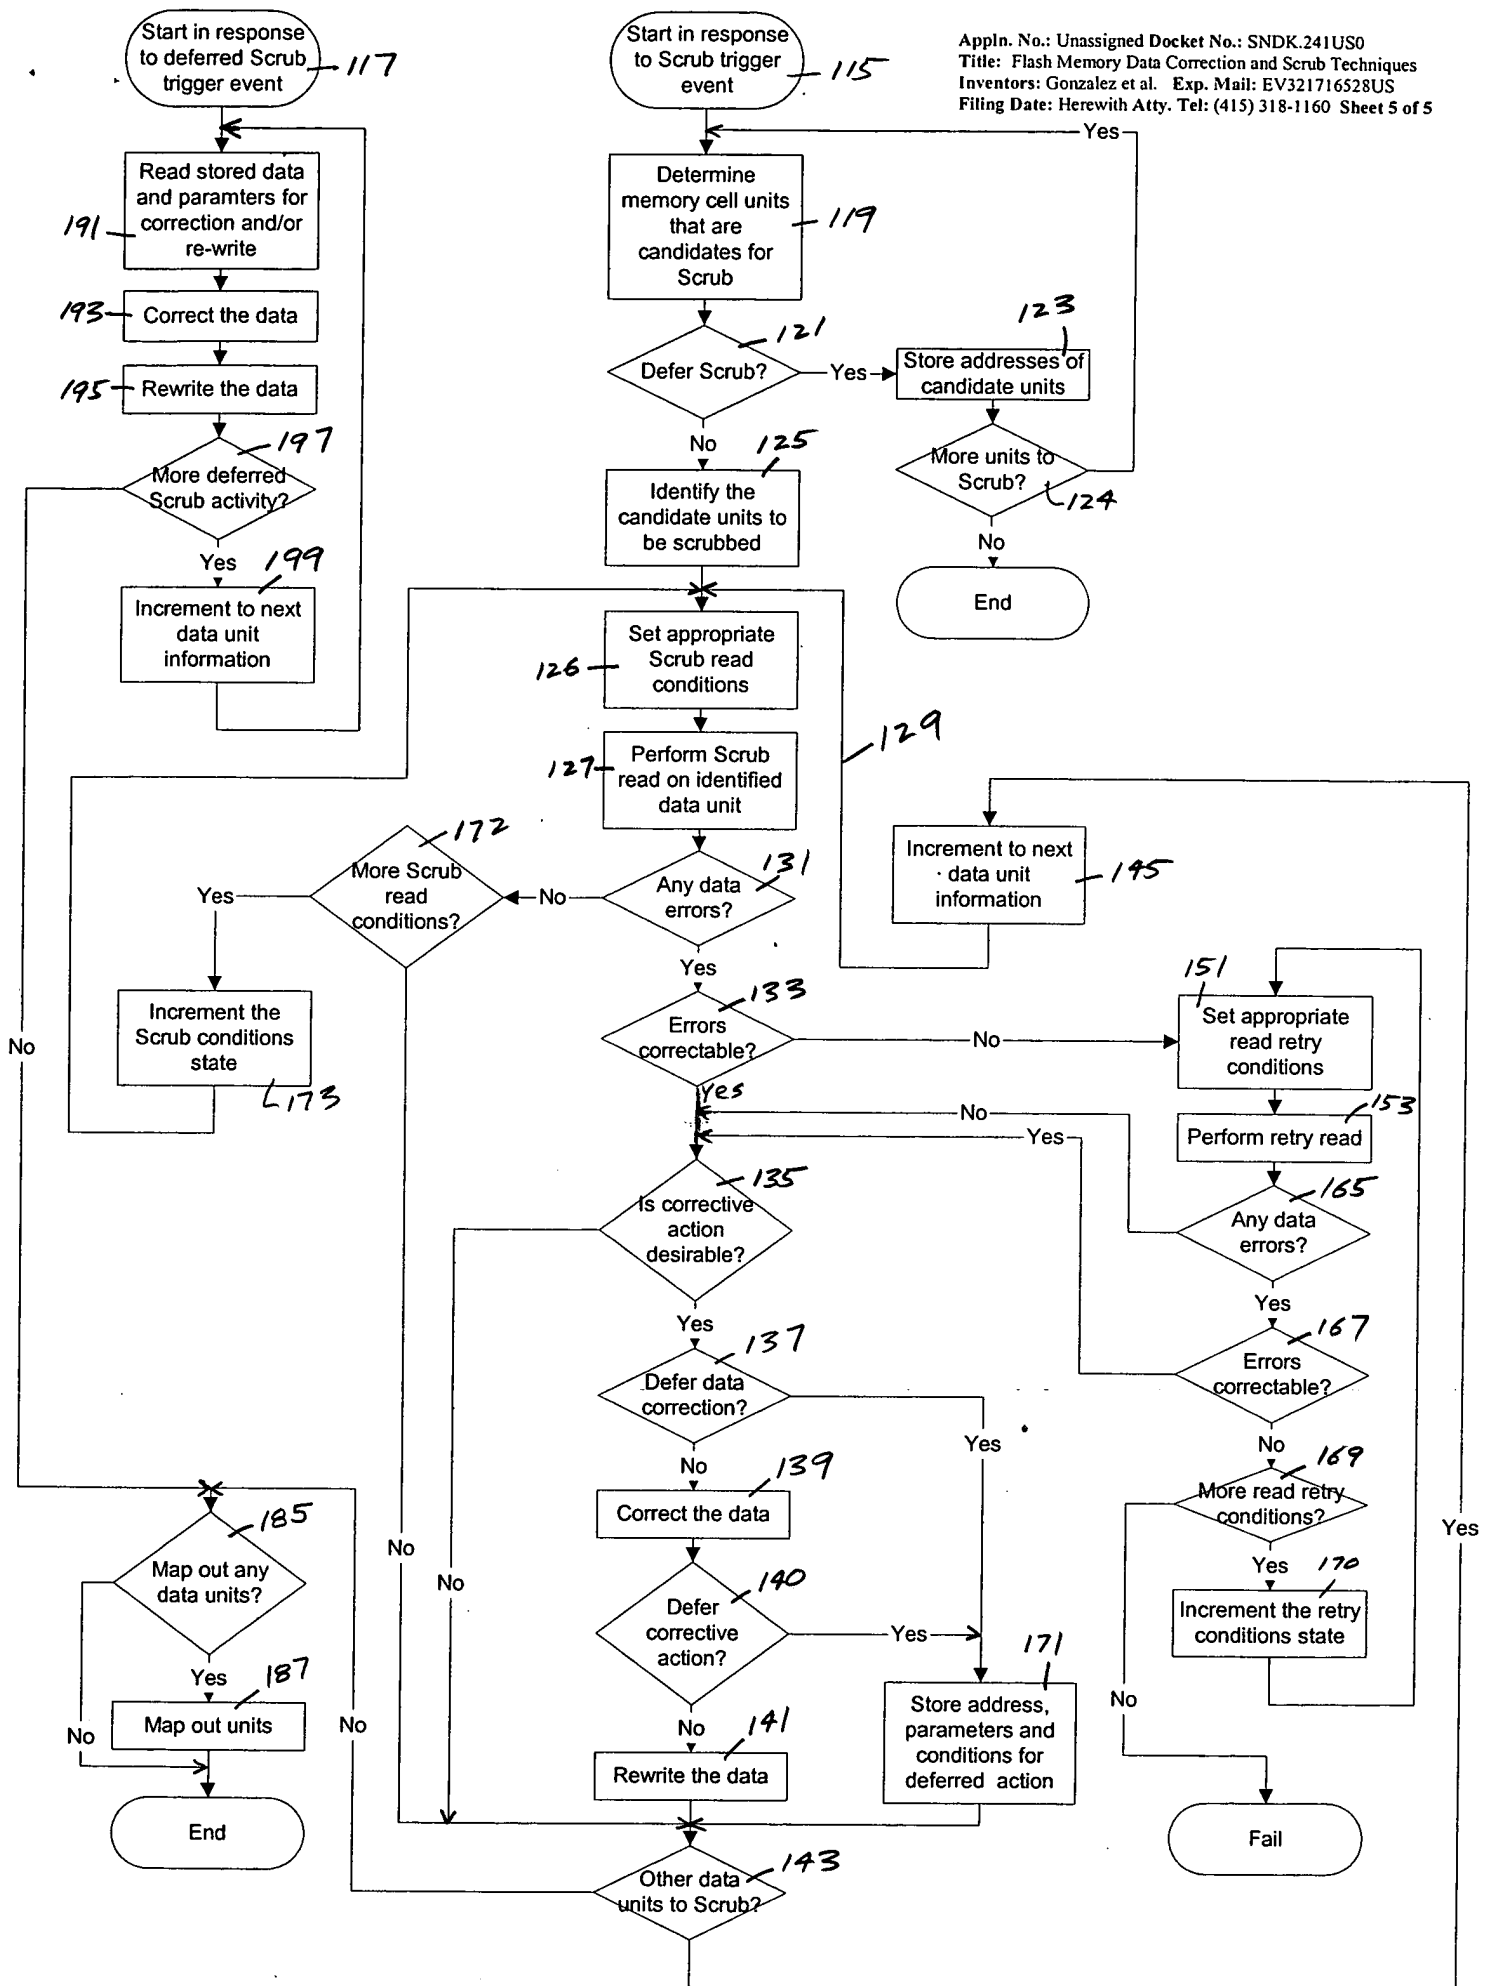 Appln. No.: Unassigned Docket No.: SNDK.241US0
Title: Flash Memory Data Correction and Scrub Techniques
Inventors: Gonzalez et al. Exp. Mail: EV321716528US
Filing Date: Herewith Atty. Tel: (415) 318-1160 Sheet 5 of 5
Start in response
to deferred Scrub
trigger event
117
Read stored data
and paramters for
correction and/or
re-write
191
Correct the data
193
Rewrite the data
195
More deferred
Scrub activity?
197
Yes
No
Increment to next
data unit
information
199
Start in response
to Scrub trigger
event
115
Determine
memory cell units
that are
candidates for
Scrub
119
Yes
Defer Scrub?
121
Yes
No
Store addresses of
candidate units
123
More units to
Scrub?
124
No
End
Identify the
candidate units to
be scrubbed
125
Set appropriate
Scrub read
conditions
126
Perform Scrub
read on identified
data unit
127
129
Any data
errors?
131
No
Yes
More Scrub
read
conditions?
172
Yes
No
Increment the
Scrub conditions
state
173
Increment to next
data unit
information
145
Errors
correctable?
133
No
Yes
Set appropriate
read retry
conditions
151
Perform retry read
153
Any data
errors?
165
No
Yes
Errors
correctable?
167
Yes
No
More read retry
conditions?
169
Yes
No
Increment the retry
conditions state
170
Fail
Is corrective
action
desirable?
135
Yes
No
Defer data
correction?
137
Yes
No
Correct the data
139
Defer
corrective
action?
140
Yes
No
Store address,
parameters and
conditions for
deferred action
171
Rewrite the data
141
Other data
units to Scrub?
143
Yes
No
Map out any
data units?
185
Yes
No
Map out units
187
End